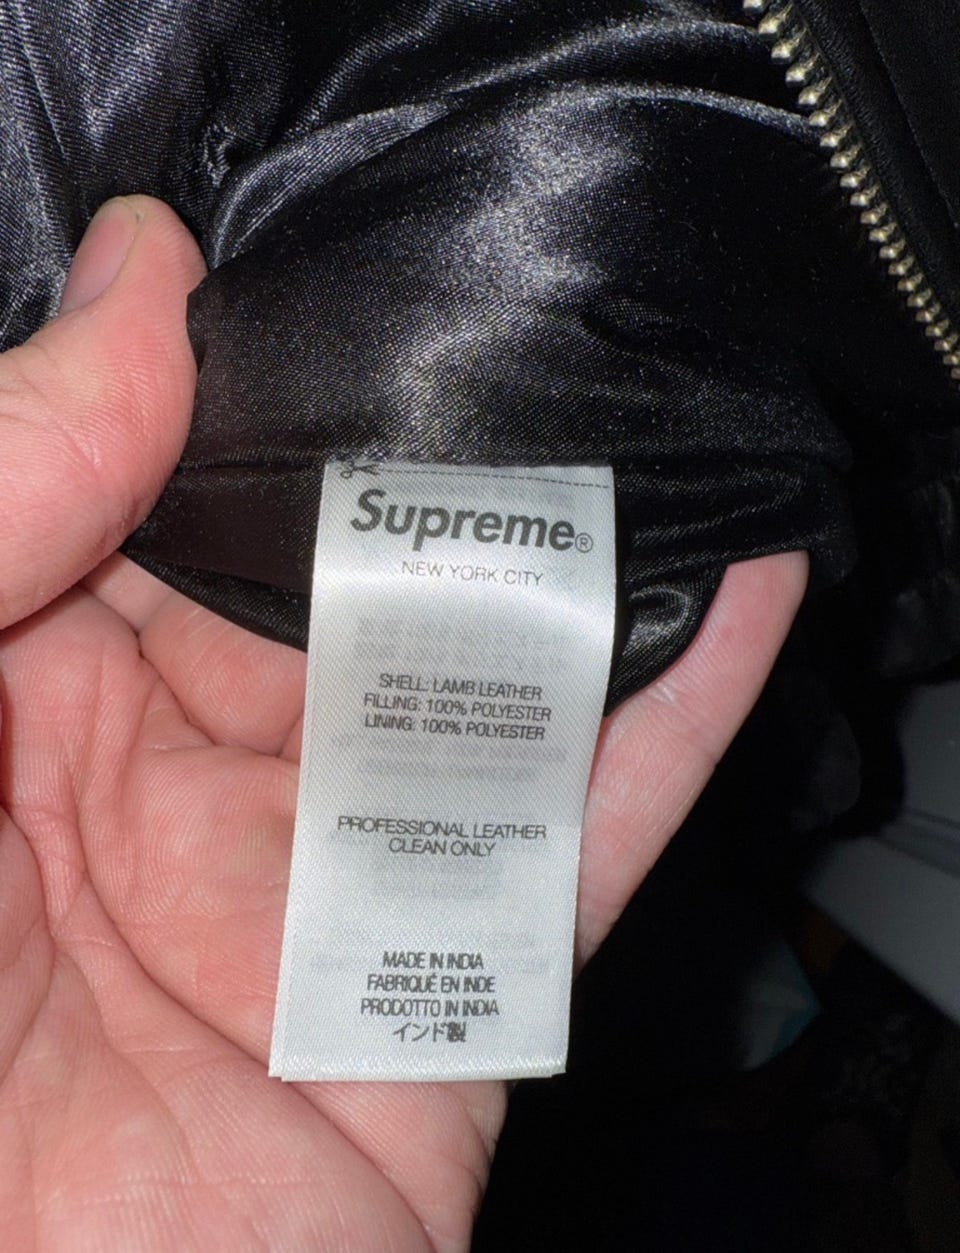 Supreme®
NEW YORK CITY
SHELL: LAMB LEATHER
FILLING: 100% POLYESTER
LINING: 100% POLYESTER
PROFESSIONAL LEATHER
CLEAN ONLY
MADE IN INDIA
FABRIQUÉ EN INDE
PRODOTTO IN INDIA
インド製